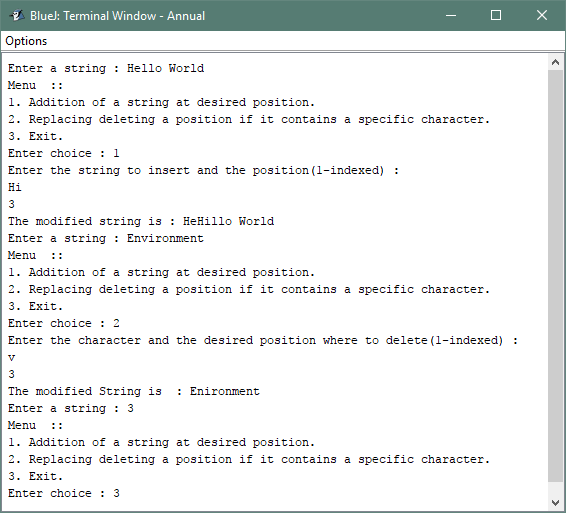 BlueJ: Terminal Window - Annual
Options
Enter a string : Hello World
Menu  ::
1. Addition of a string at desired position.
2. Replacing deleting a position if it contains a specific character.
3. Exit.
Enter choice : 1
Enter the string to insert and the position(1-indexed) :
Hi
3
The modified string is : HeHillo World
Enter a string : Environment
Menu  ::
1. Addition of a string at desired position.
2. Replacing deleting a position if it contains a specific character.
3. Exit.
Enter choice : 2
Enter the character and the desired position where to delete(1-indexed) :
v
3
The modified String is  : Enironment
Enter a string : 3
Menu  ::
1. Addition of a string at desired position.
2. Replacing deleting a position if it contains a specific character.
3. Exit.
Enter choice : 3